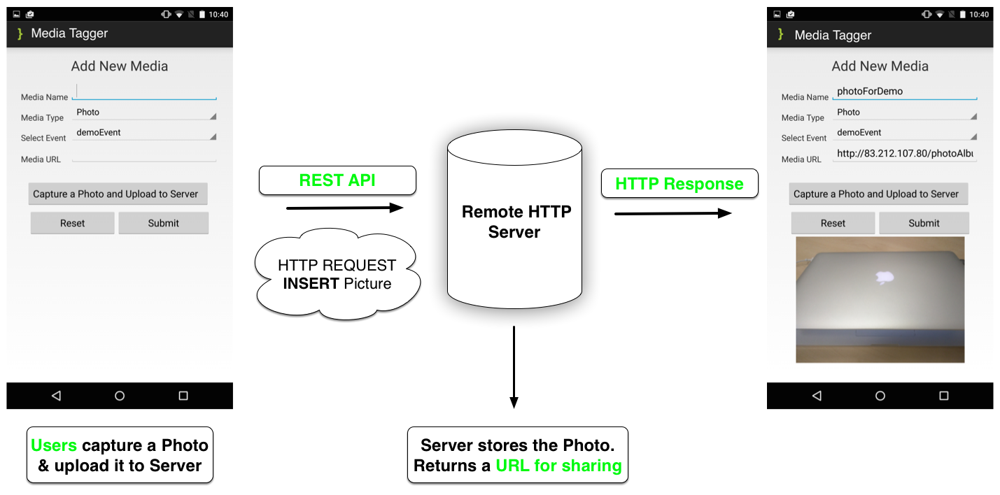 10:40
} Media Tagger
Add New Media
Media Name
Media Type Photo
Select Event demoEvent
Media URL
Capture a Photo and Upload to Server
Reset Submit
Users capture a Photo
& upload it to Server
REST API
HTTP REQUEST
INSERT Picture
Remote HTTP
Server
Server stores the Photo.
Returns a URL for sharing
HTTP Response
10:40
} Media Tagger
Add New Media
Media Name photoForDemo
Media Type Photo
Select Event demoEvent
Media URL http://83.212.107.80/photoAlbu
Capture a Photo and Upload to Server
Reset Submit